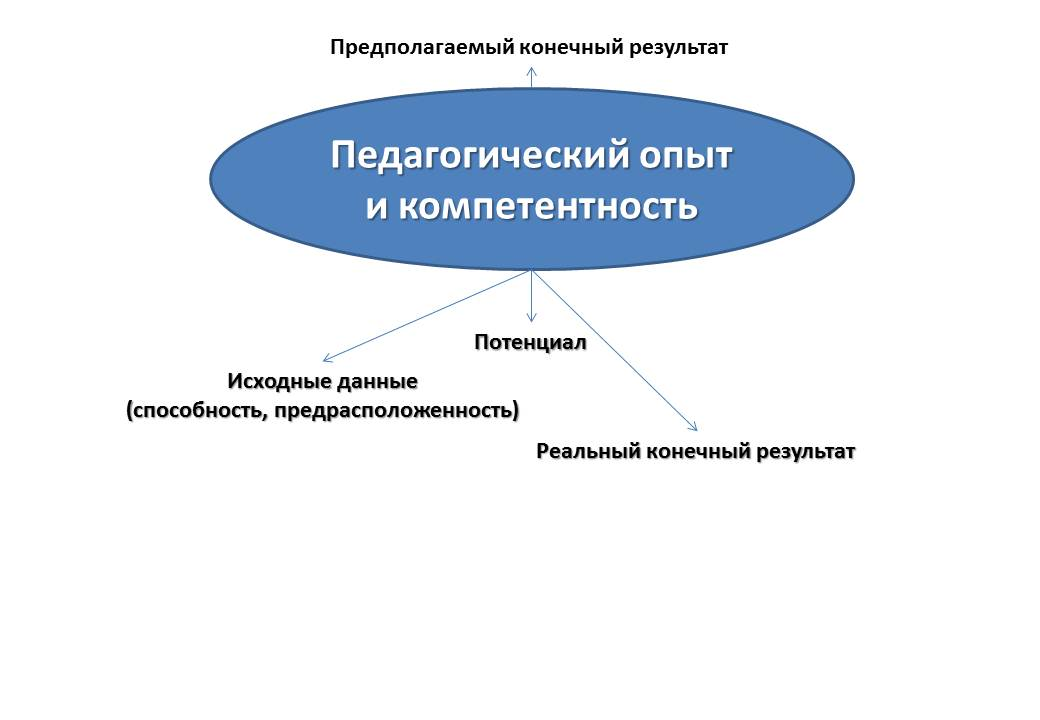 Предполагаемый конечный результат
Педагогический опыт
и компетентность
Потенциал
Исходные данные
(способность, предрасположенность)
Реальный конечный результат